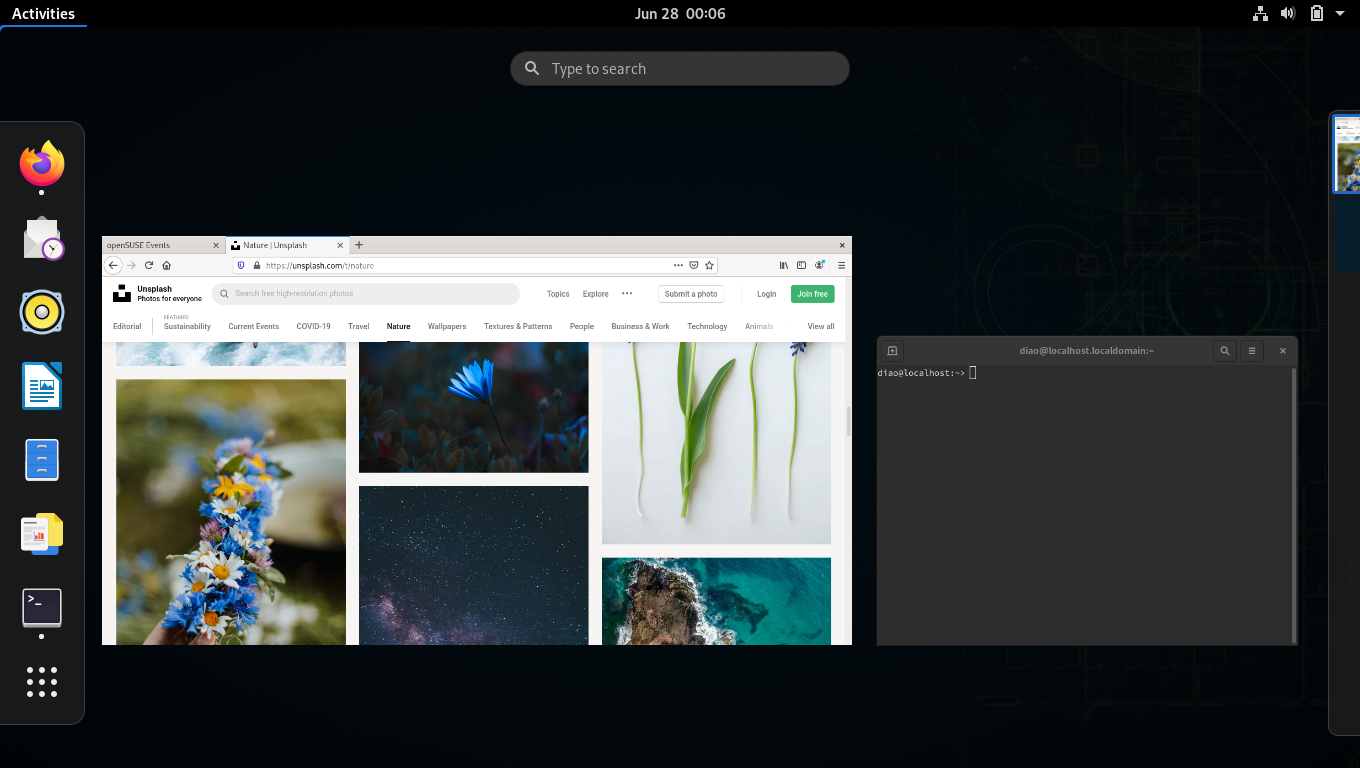 Activities
Jun 28 00:06
Type to search
openSUSE Events
Nature | Unsplash
https://unsplash.com/t/nature
Unsplash
Photos for everyone
Search free high-resolution photos
Topics
Explore
Submit a photo
Login
Join free
Editorial
FEATURED
Sustainability
Current Events
COVID-19
Travel
Nature
Wallpapers
Textures & Patterns
People
Business & Work
Technology
Animals
View all
diao@localhost.localdomain:~
diao@localhost:~>
>_